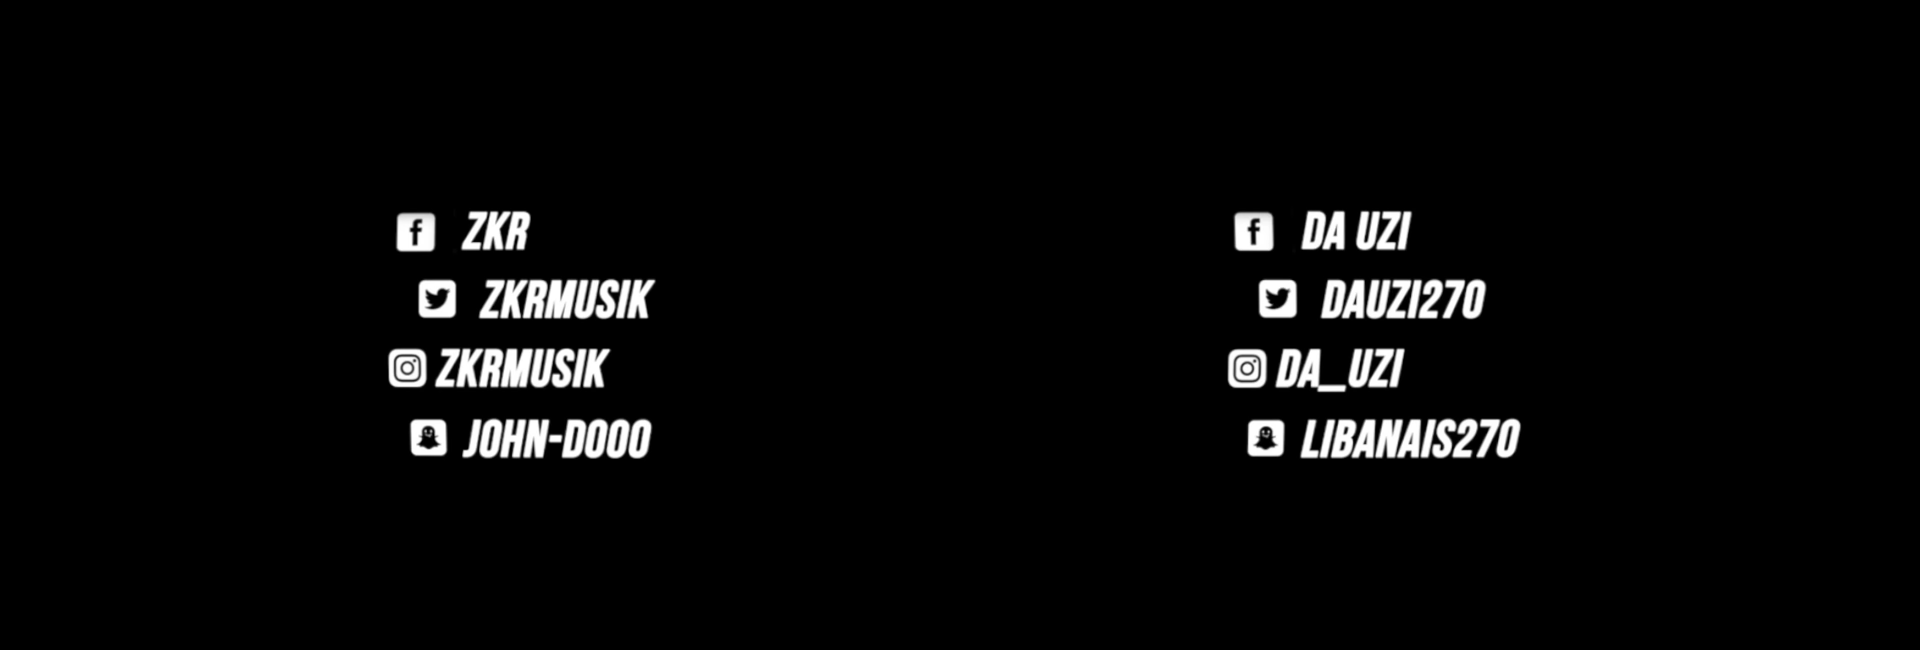 ZKR
ZKRMUSIK
ZKRMUSIK
JOHN-DOOO
DA UZI
DAUZI270
DA_UZI
LIBANAIS270